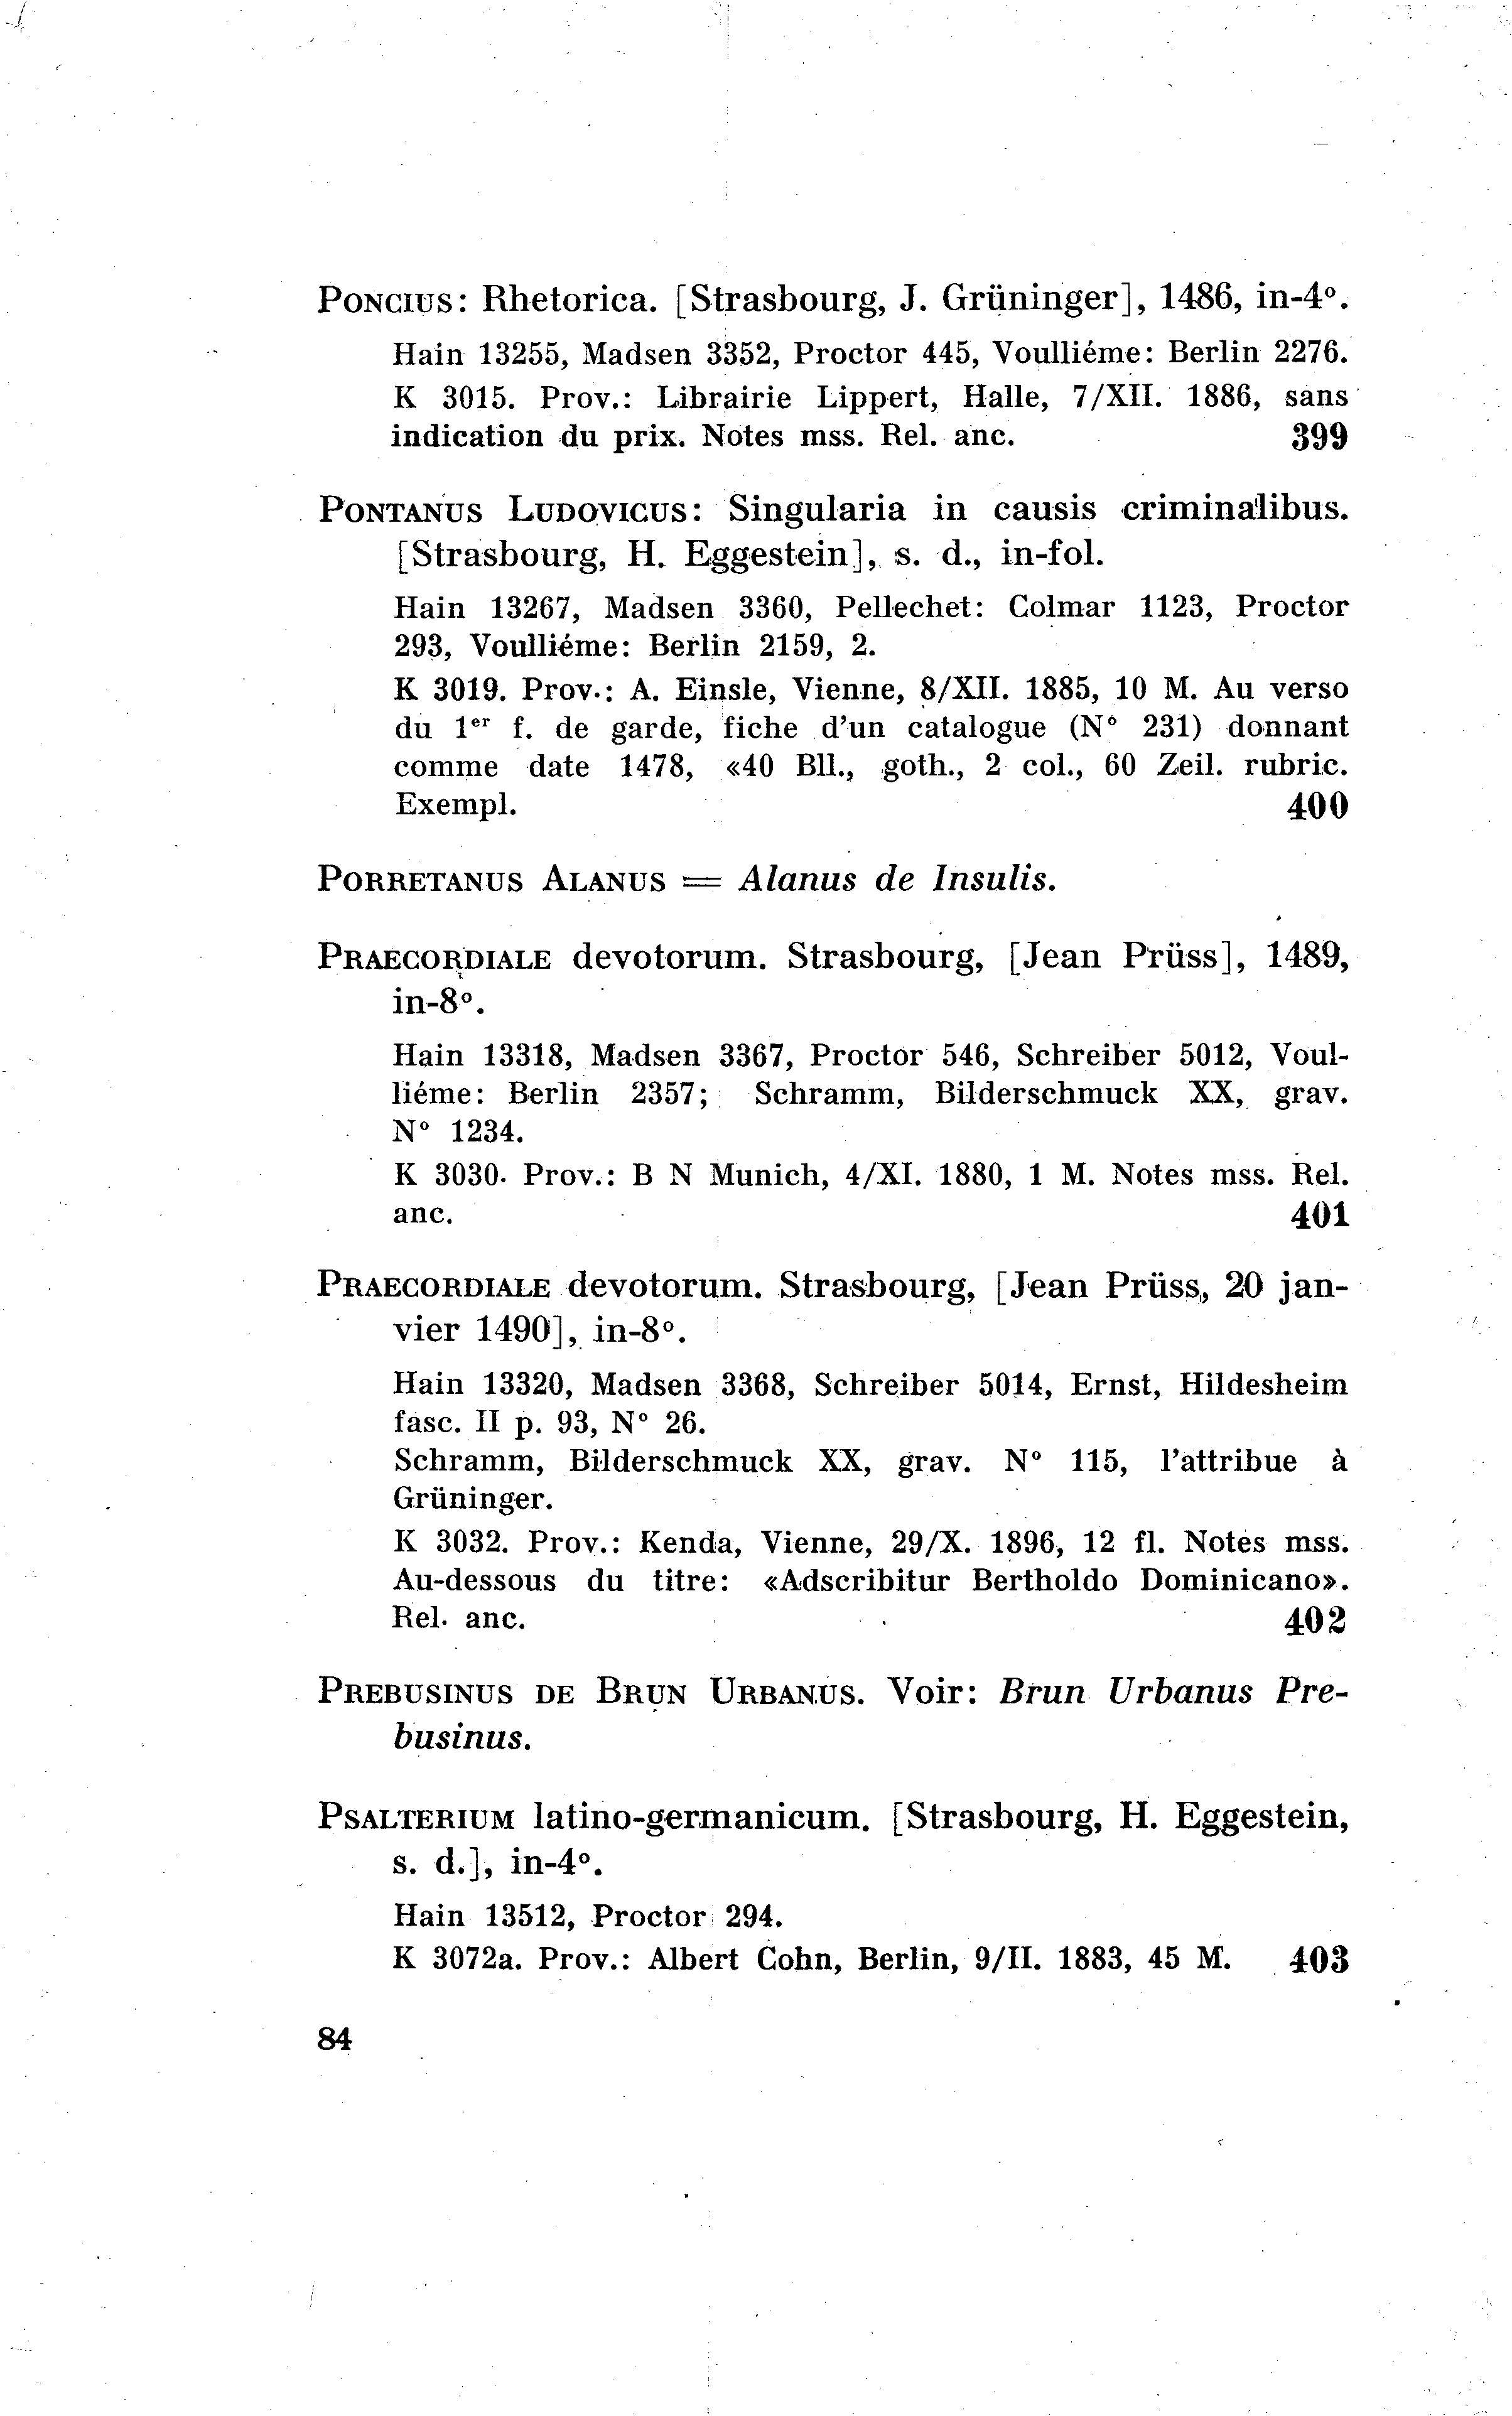 PONCIUS: Rhetorica. [Strasbourg, J. Grüninger], 1486, in-4°.
Hain 13255, Madsen 3352, Proctor 445, Voulliéme: Berlin 2276.
K 3015. Prov.: Librairie Lippert, Halle, 7/XII. 1886, sans
indication du prix. Notes mss. Rel. anc. 399
PONTANUS LUDOVICUS: Singularia in causis criminalibus.
[Strasbourg, H. Eggestein], s. d., in-fol.
Hain 13267, Madsen 3360, Pellechet: Colmar 1123, Proctor
293, Voulliéme: Berlin 2159, 2.
K 3019. Prov.: A. Einsle, Vienne, 8/XII. 1885, 10 M. Au verso
du 1er f. de garde, fiche d'un catalogue (N° 231) donnant
comme date 1478, «40 Bll., goth., 2 col., 60 Zeil. rubric.
Exempl. 400
PORRETANUS ALANUS = Alanus de Insulis.
PRAECORDIALE devotorum. Strasbourg, [Jean Prüss], 1489,
in-8°.
Hain 13318, Madsen 3367, Proctor 546, Schreiber 5012, Voul-
liéme: Berlin 2357; Schramm, Bilderschmuck XX, grav.
N° 1234.
K 3030. Prov.: B N Munich, 4/XI. 1880, 1 M. Notes mss. Rel.
anc. 401
PRAECORDIALE devotorum. Strasbourg, [Jean Prüss, 20 jan-
vier 1490], in-8°.
Hain 13320, Madsen 3368, Schreiber 5014, Ernst, Hildesheim
fasc. II p. 93, N° 26.
Schramm, Bilderschmuck XX, grav. N° 115, l'attribue à
Grüninger.
K 3032. Prov.: Kenda, Vienne, 29/X. 1896, 12 fl. Notes mss.
Au-dessous du titre: «Adscribitur Bertholdo Dominicano».
Rel. anc. 402
PREBUSINUS DE BRUN URBANUS. Voir: Brun Urbanus Pre-
businus.
PSALTERIUM latino-germanicum. [Strasbourg, H. Eggestein,
s. d.], in-4°.
Hain 13512, Proctor 294.
K 3072a. Prov.: Albert Cohn, Berlin, 9/II. 1883, 45 M. 403
84